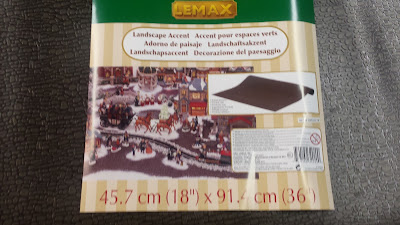 LEMAX
Landscape Accent · Accent pour espaces verts
Adorno de paisaje · Landschaftsakzent
Landschapsaccent · Decorazione del paesaggio
45.7 cm (18") x 91.4 cm (36")